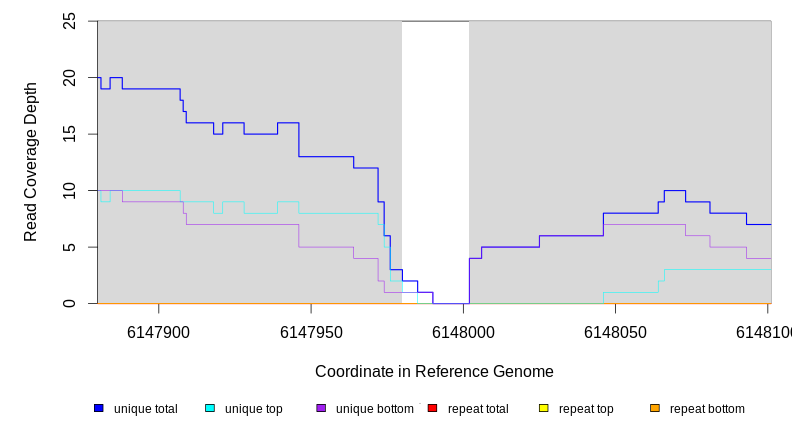 25
20
15
10
5
0
Read Coverage Depth
6147900 6147950 6148000 6148050 614810
Coordinate in Reference Genome
unique total unique top unique bottom repeat total repeat top repeat bottom